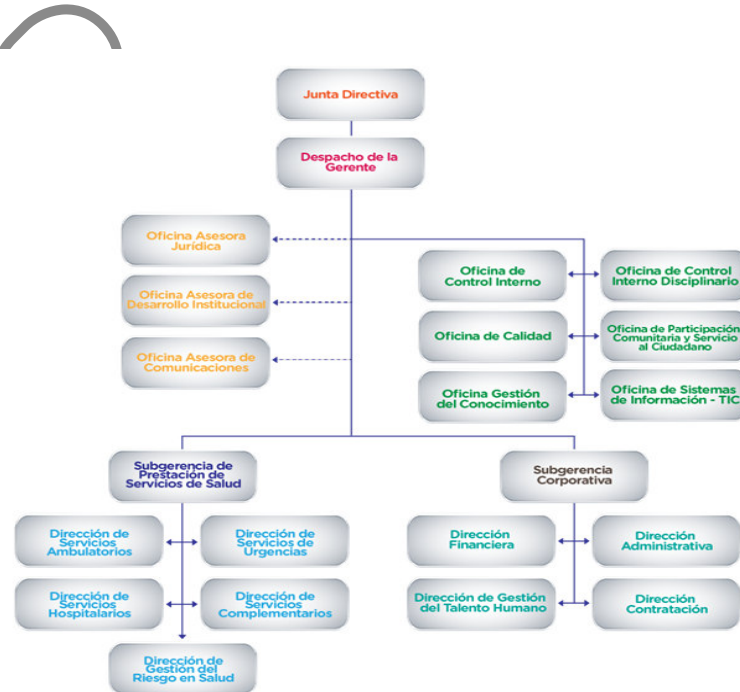 Junta Directiva
Despacho de la
Gerente
Oficina Asesora
Jurídica
Oficina Asesora de
Desarrollo Institucional
Oficina Asesora de
Comunicaciones
Oficina de
Control Interno
Oficina de Control
Interno Disciplinario
Oficina de Calidad
Oficina de Participación
Comunitaria y Servicio
al Ciudadano
Oficina Gestión
del Conocimiento
Oficina de Sistemas
de Información - TIC
Subgerencia de
Prestación de
Servicios de Salud
Subgerencia
Corporativa
Dirección de
Servicios
Ambulatorios
Dirección de
Servicios de
Urgencias
Dirección
Financiera
Dirección
Administrativa
Dirección de
Servicios
Hospitalarios
Dirección de
Servicios
Complementarios
Dirección de Gestión
del Talento Humano
Dirección
Contratación
Dirección de
Gestión del
Riesgo en Salud